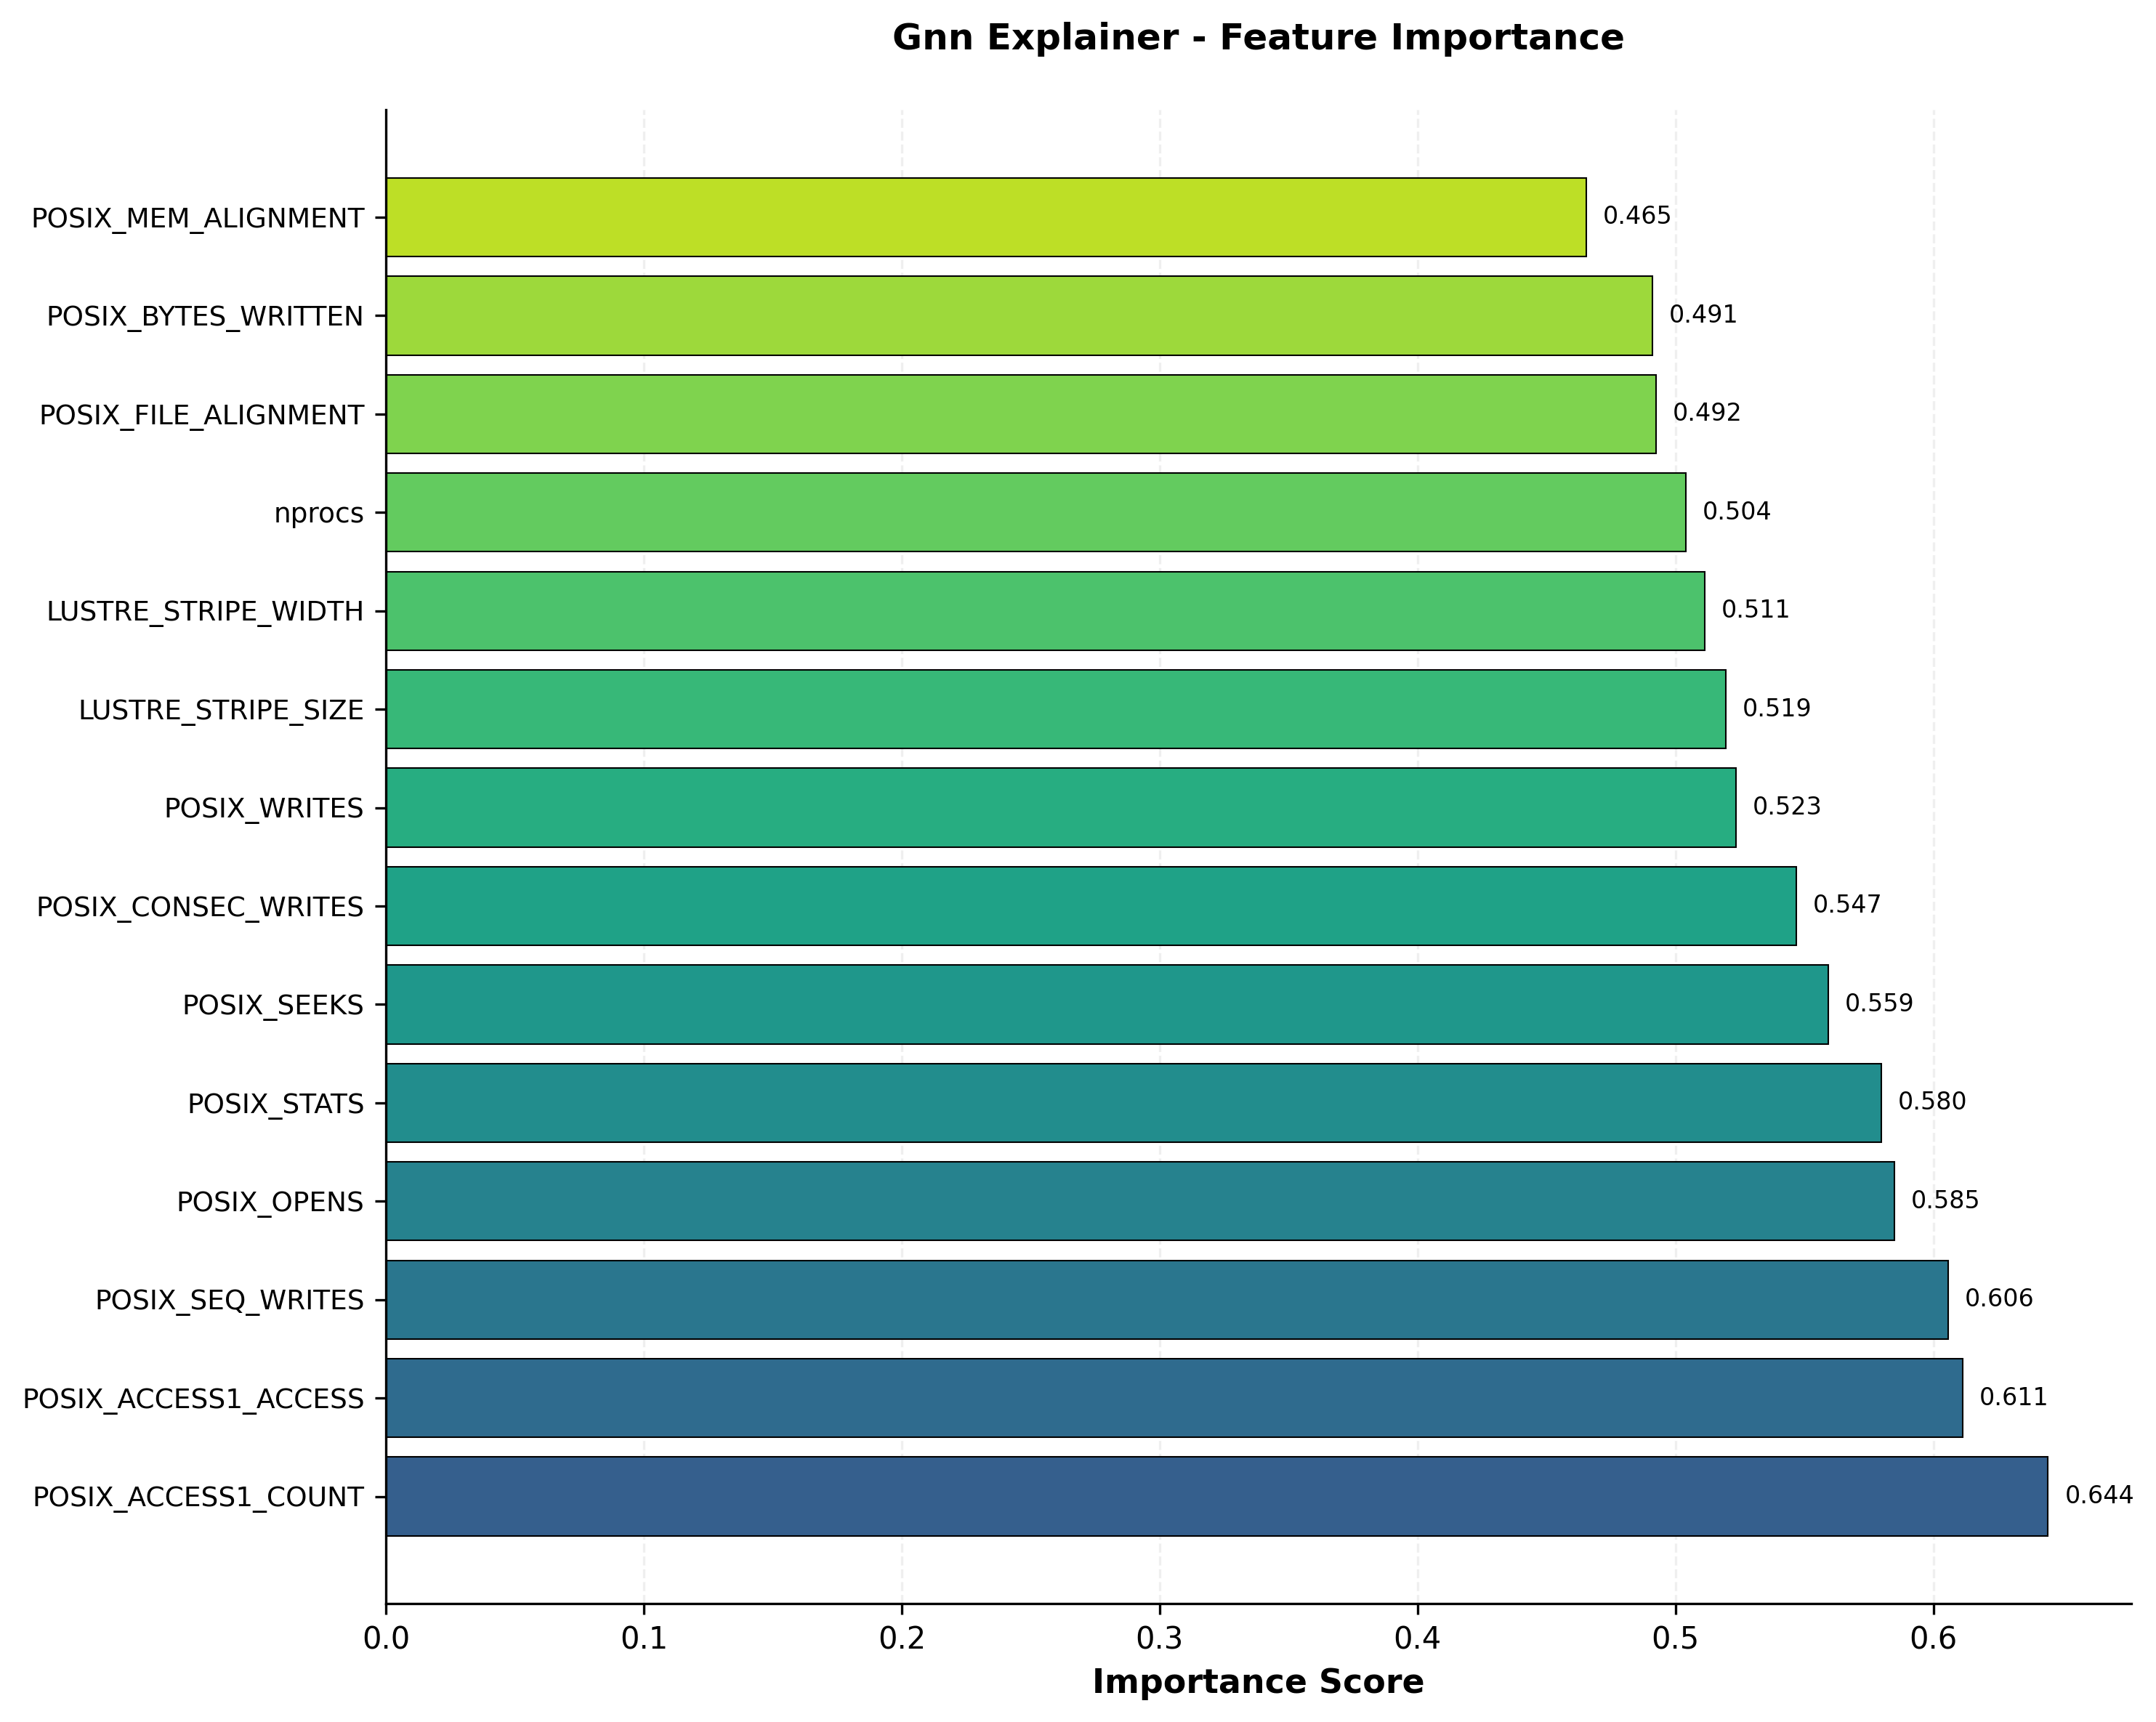 Gnn Explainer - Feature Importance
POSIX_MEM_ALIGNMENT 0.465
POSIX_BYTES_WRITTEN 0.491
POSIX_FILE_ALIGNMENT 0.492
nprocs 0.504
LUSTRE_STRIPE_WIDTH 0.511
LUSTRE_STRIPE_SIZE 0.519
POSIX_WRITES 0.523
POSIX_CONSEC_WRITES 0.547
POSIX_SEEKS 0.559
POSIX_STATS 0.580
POSIX_OPENS 0.585
POSIX_SEQ_WRITES 0.606
POSIX_ACCESS1_ACCESS 0.611
POSIX_ACCESS1_COUNT 0.644
0.0 0.1 0.2 0.3 0.4 0.5 0.6
Importance Score